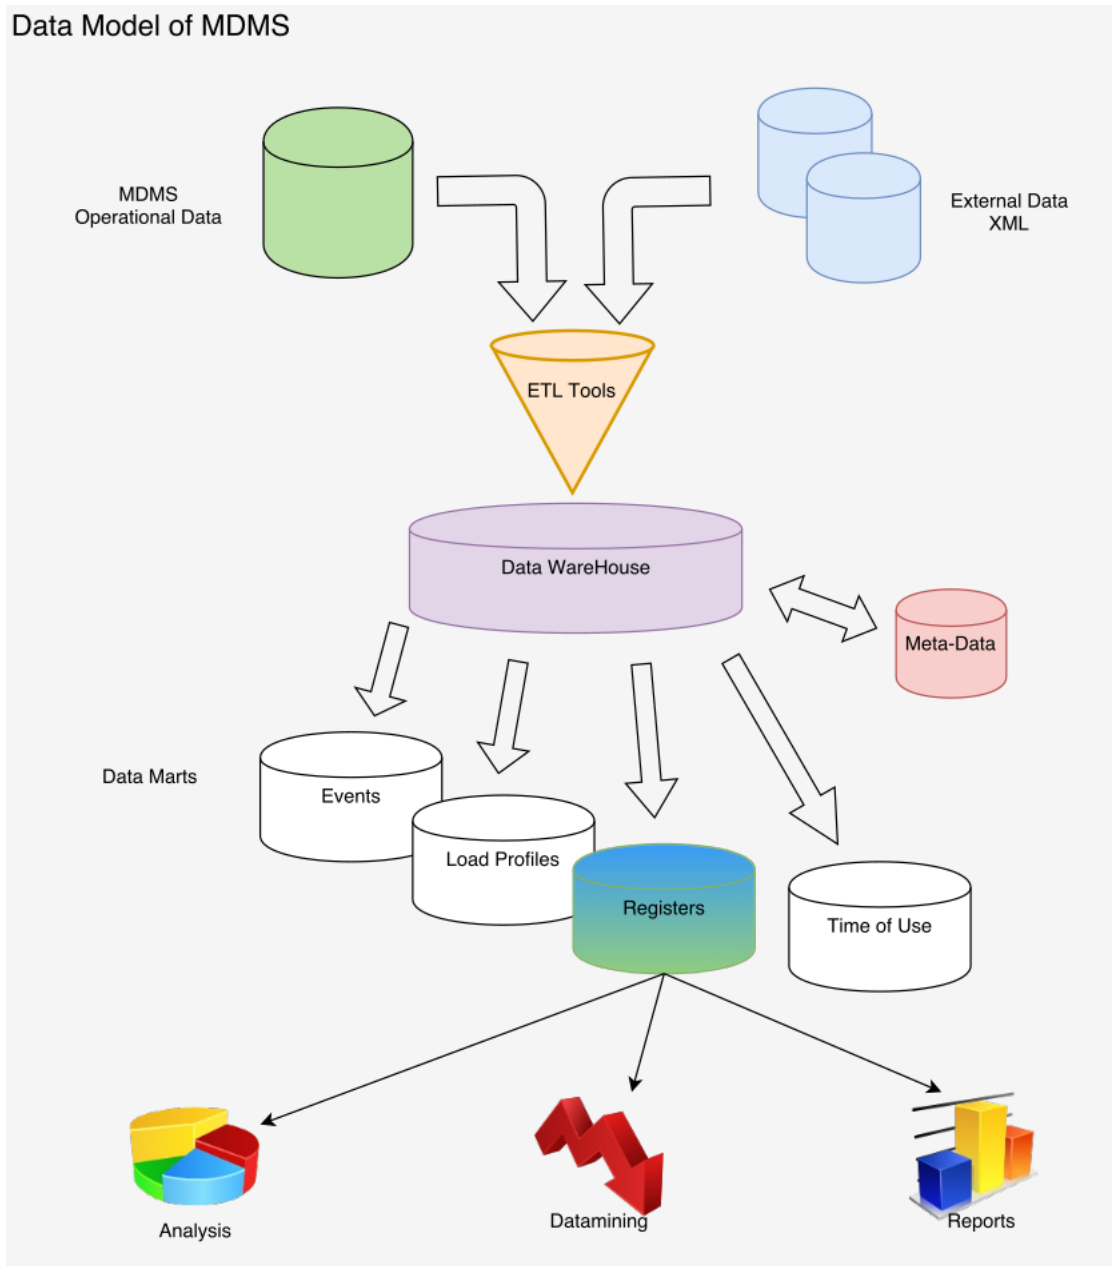 Data Model of MDMS
MDMS
Operational Data
External Data
XML
ETL Tools
Data WareHouse
Meta-Data
Data Marts
Events
Load Profiles
Registers
Time of Use
Analysis
Datamining
Reports